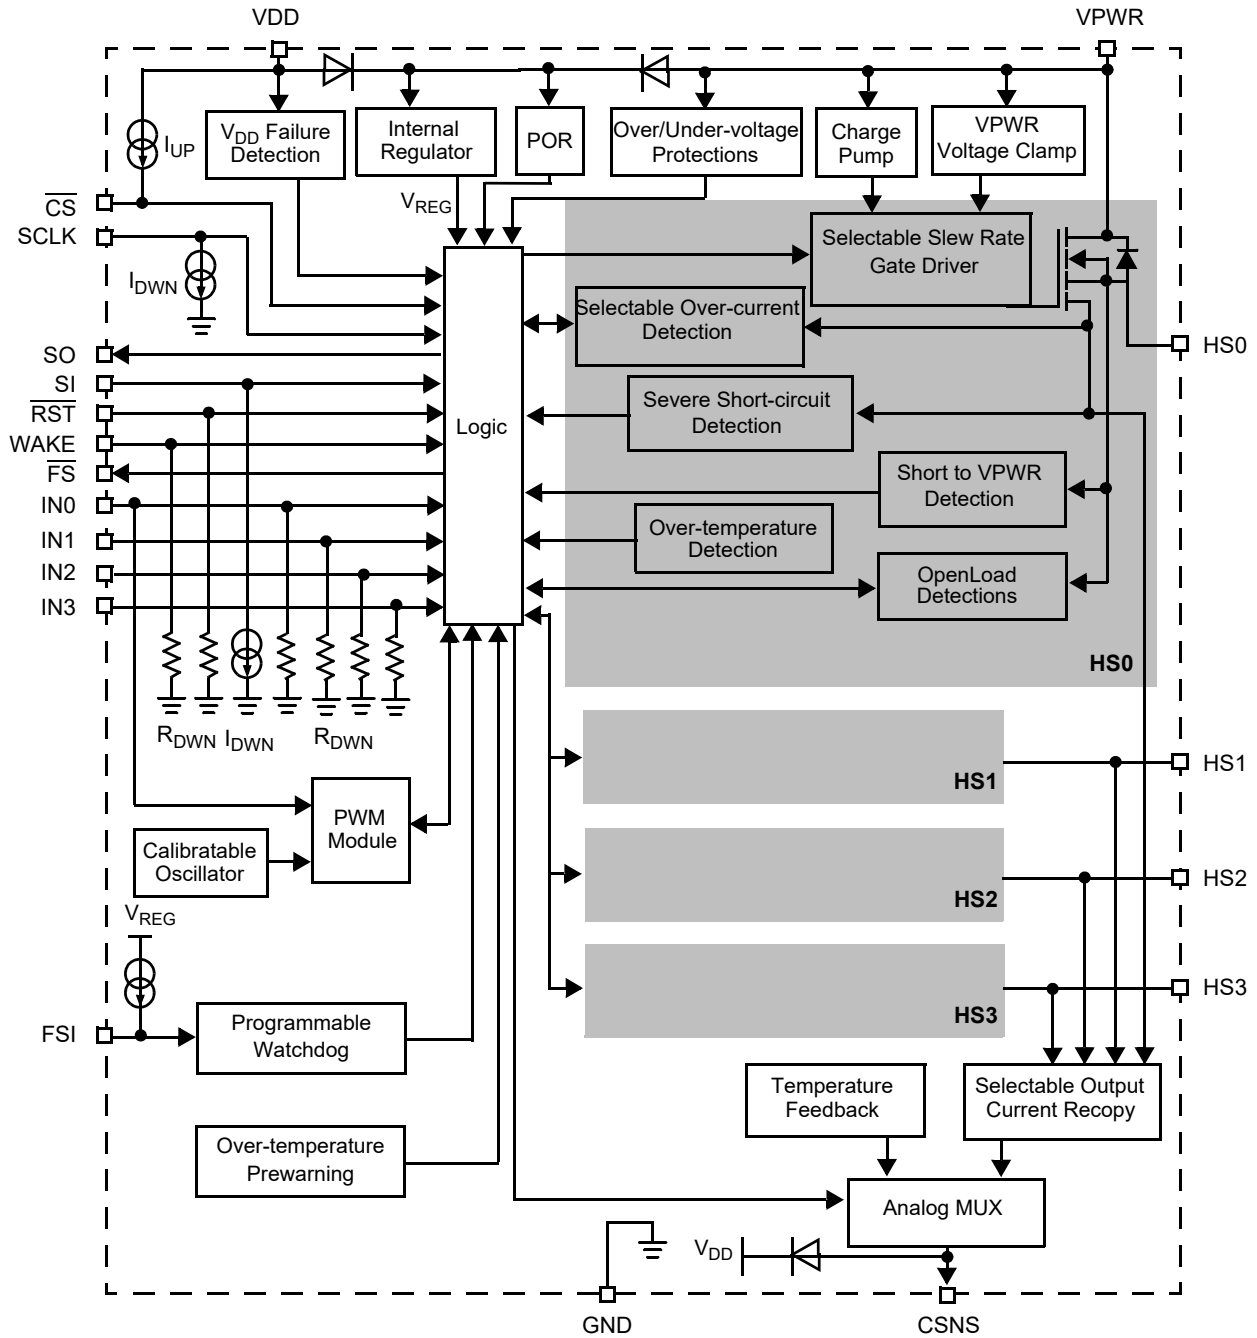 VDD
VPWR
IUP
VDD Failure
Detection
Internal
Regulator
POR
Over/Under-voltage
Protections
Charge
Pump
VPWR
Voltage Clamp
VREG
CS
SCLK
IDWN
SO
SI
RST
WAKE
FS
IN0
IN1
IN2
IN3
Logic
Selectable Slew Rate
Gate Driver
Selectable Over-current
Detection
Severe Short-circuit
Detection
Short to VPWR
Detection
Over-temperature
Detection
OpenLoad
Detections
HS0
HS0
RDWN
IDWN
RDWN
HS1
HS1
PWM
Module
Calibratable
Oscillator
HS2
HS2
VREG
HS3
HS3
FSI
Programmable
Watchdog
Temperature
Feedback
Selectable Output
Current Recopy
Over-temperature
Prewarning
Analog MUX
VDD
GND
CSNS